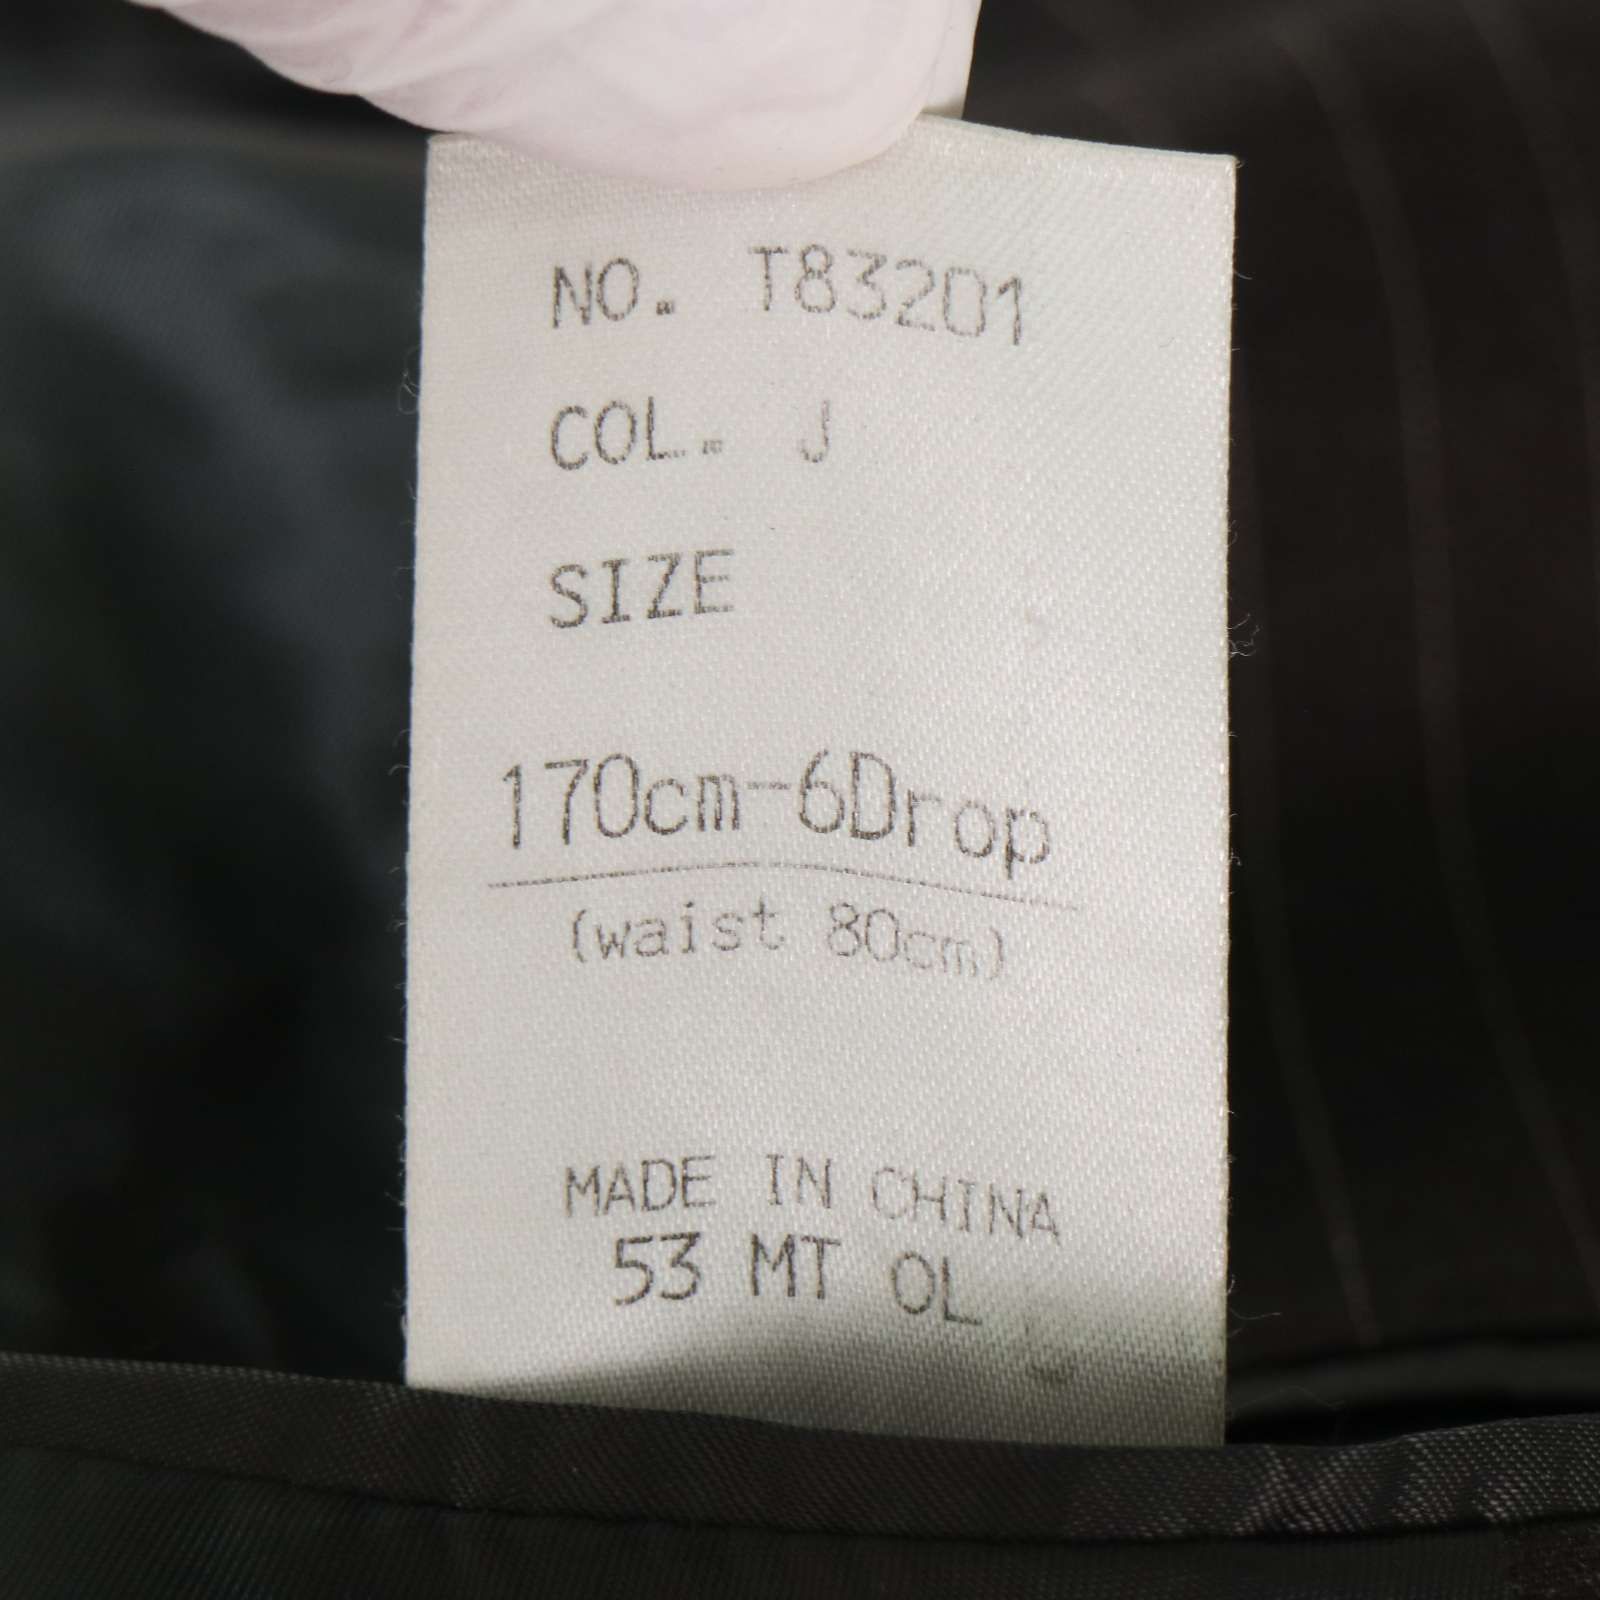 NO. T83201
COL. J
SIZE
170cm-6Drop
(waist 80cm)
MADE IN CHINA
53 MT OL